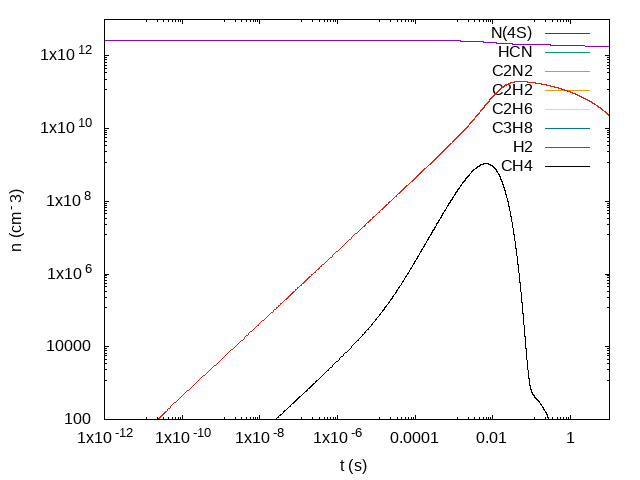 N(4S)
HCN
C2N2
C2H2
C2H6
C3H8
H2
CH4
1x10^12
1x10^10
1x10^8
1x10^6
10000
100
n (cm^-3)
1x10^-12 1x10^-10 1x10^-8 1x10^-6 0.0001 0.01 1
t (s)